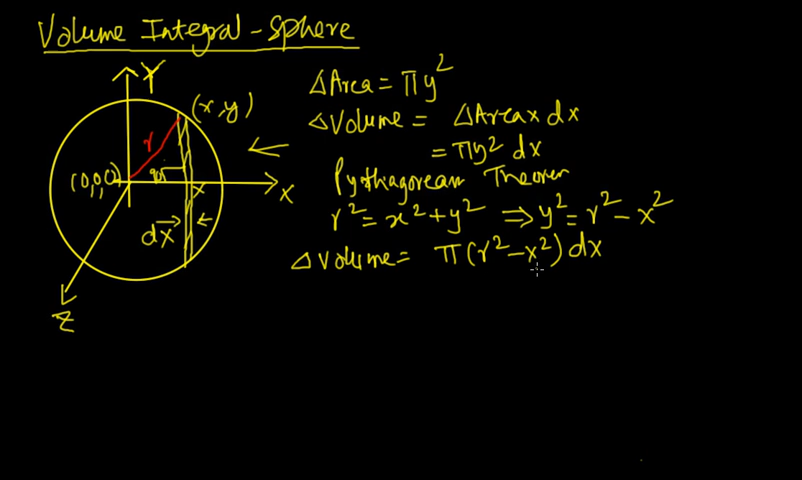 Volume Integral - Sphere
Y
(x,y)
r
(0,0,0)
90°
x
X
dx
Z
ΔArea = πy²
ΔVolume = ΔArea x dx
= πy² dx
Pythagorean Theorem
r² = x² + y² ⇒ y² = r² − x²
ΔVolume = π(r² − x²) dx